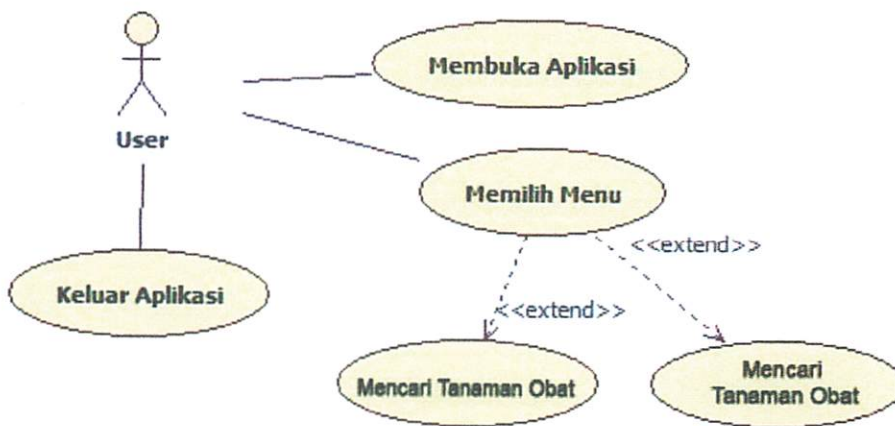 Membuka Aplikasi
User
Memilih Menu
<<extend>>
Keluar Aplikasi
<<extend>>
Mencari Tanaman Obat
Mencari
Tanaman Obat